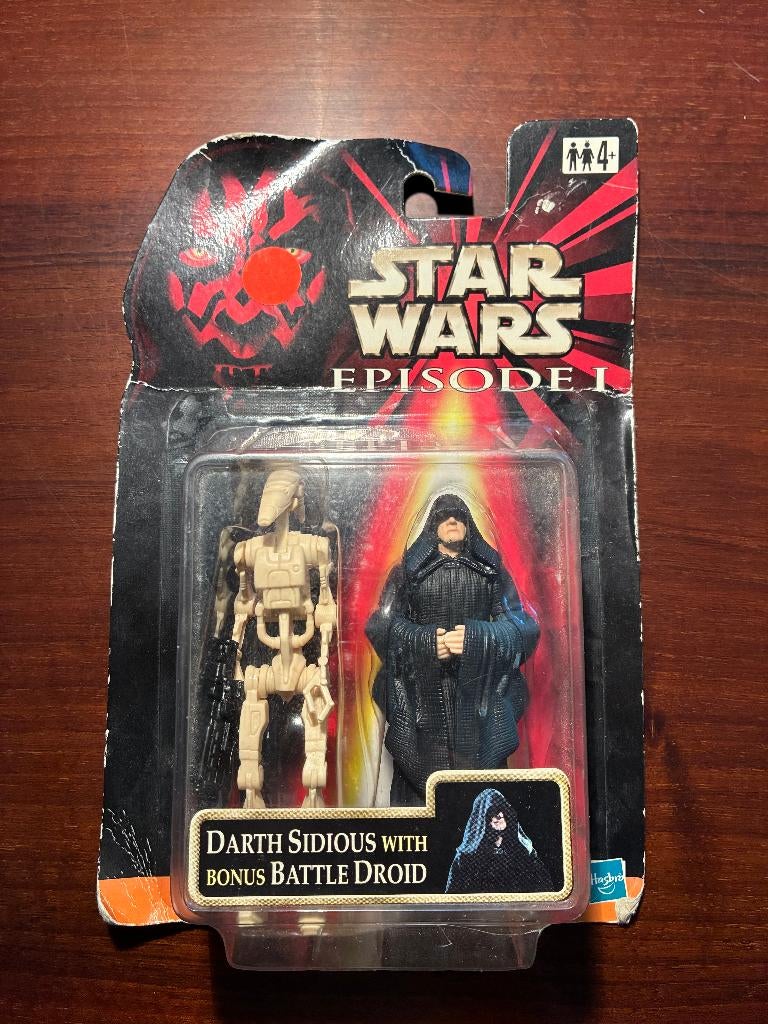 4+
STAR
WARS
EPISODE I
DARTH SIDIOUS WITH
BONUS BATTLE DROID
Hasbro